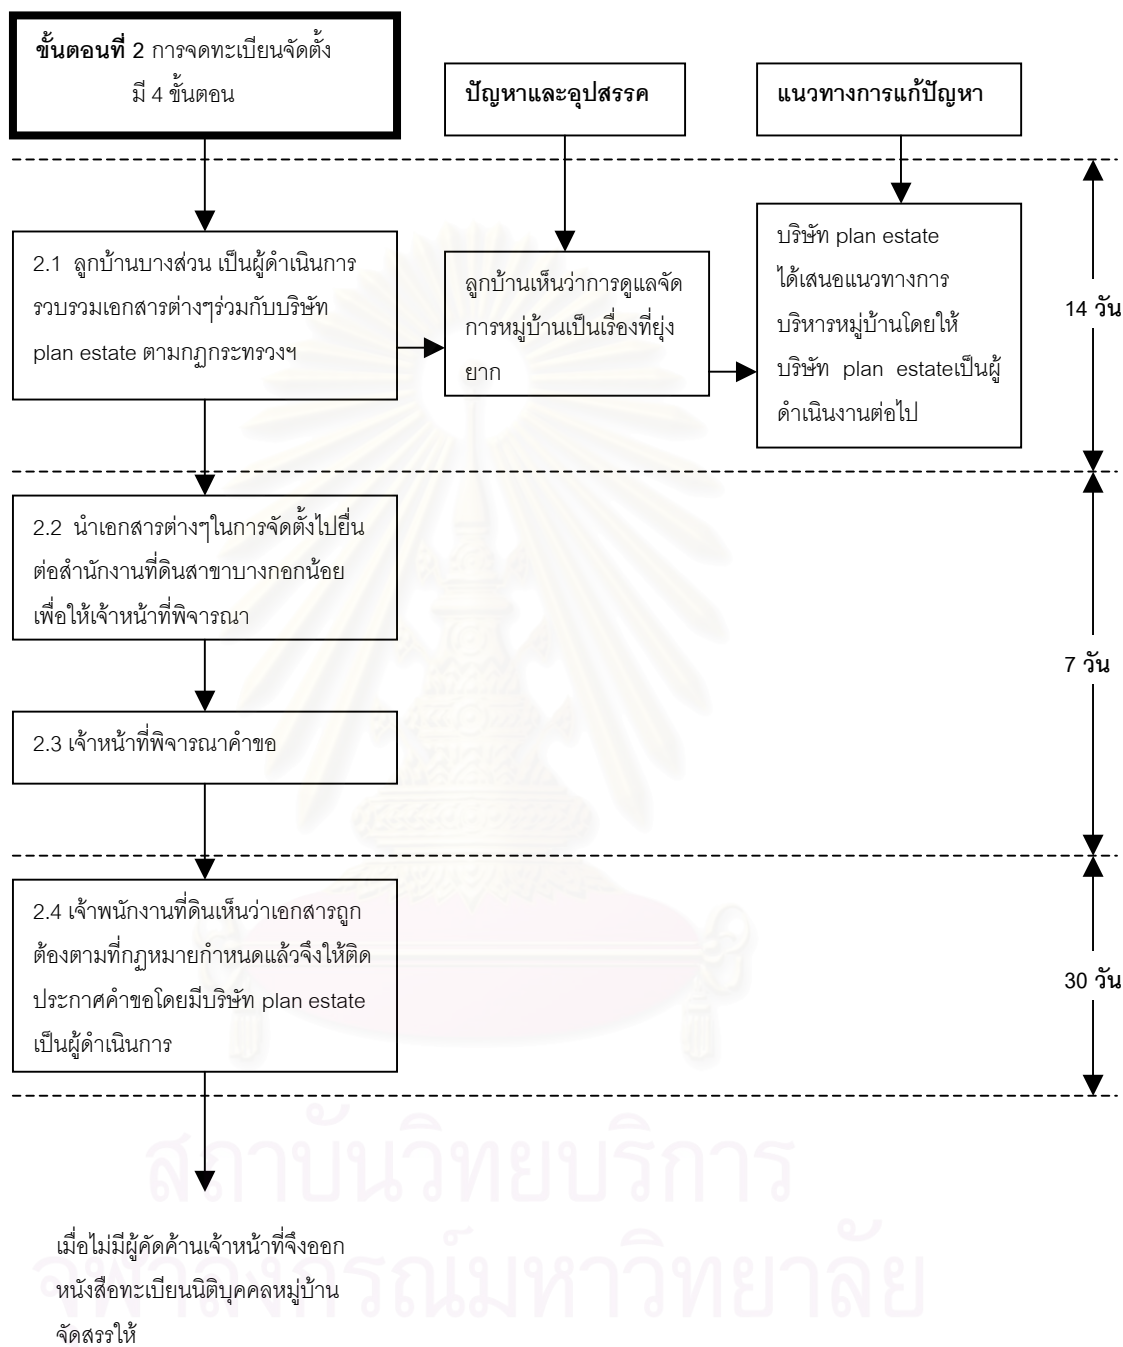 ขั้นตอนที่ 2 การจดทะเบียนจัดตั้ง
มี 4 ขั้นตอน
ปัญหาและอุปสรรค
แนวทางการแก้ปัญหา
2.1 ลูกบ้านบางส่วน เป็นผู้ดำเนินการ
รวบรวมเอกสารต่างๆร่วมกับบริษัท
plan estate ตามกฏกระทรวงฯ
ลูกบ้านเห็นว่าการดูแลจัด
การหมู่บ้านเป็นเรื่องที่ยุ่ง
ยาก
บริษัท plan estate
ได้เสนอแนวทางการ
บริหารหมู่บ้านโดยให้
บริษัท plan estateเป็นผู้
ดำเนินงานต่อไป
14 วัน
2.2 นำเอกสารต่างๆในการจัดตั้งไปยื่น
ต่อสำนักงานที่ดินสาขาบางกอกน้อย
เพื่อให้เจ้าหน้าที่พิจารณา
7 วัน
2.3 เจ้าหน้าที่พิจารณาคำขอ
2.4 เจ้าพนักงานที่ดินเห็นว่าเอกสารถูก
ต้องตามที่กฏหมายกำหนดแล้วจึงให้ติด
ประกาศคำขอโดยมีบริษัท plan estate
เป็นผู้ดำเนินการ
30 วัน
สถาบันวิทยบริการ
จุฬาลงกรณ์มหาวิทยาลัย
เมื่อไม่มีผู้คัดค้านเจ้าหน้าที่จึงออก
หนังสือทะเบียนนิติบุคคลหมู่บ้าน
จัดสรรให้